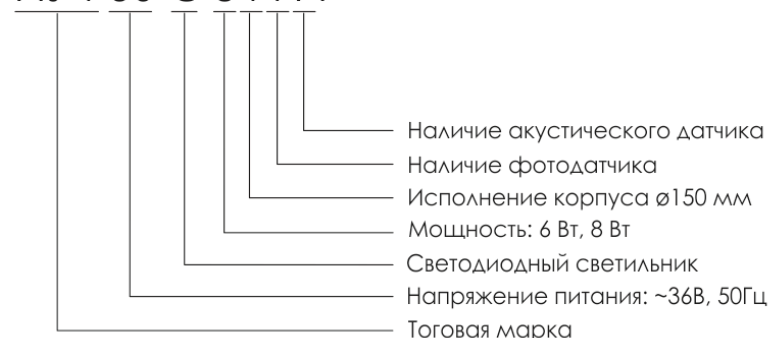 Наличие акустического датчика
Наличие фотодатчика
Исполнение корпуса ø150 мм
Мощность: 6 Вт, 8 Вт
Светодиодный светильник
Напряжение питания: ~36В, 50Гц
Тоговая марка